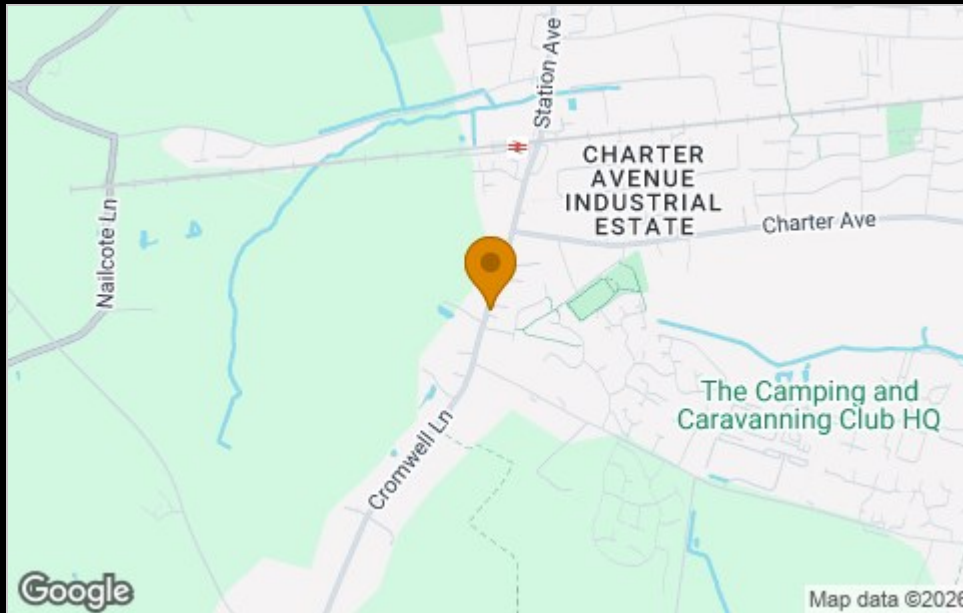 Station Ave
CHARTER
AVENUE
INDUSTRIAL
ESTATE
Charter Ave
Nailcote Ln
The Camping and
Caravanning Club HQ
Cromwell Ln
Google
Map data ©2026